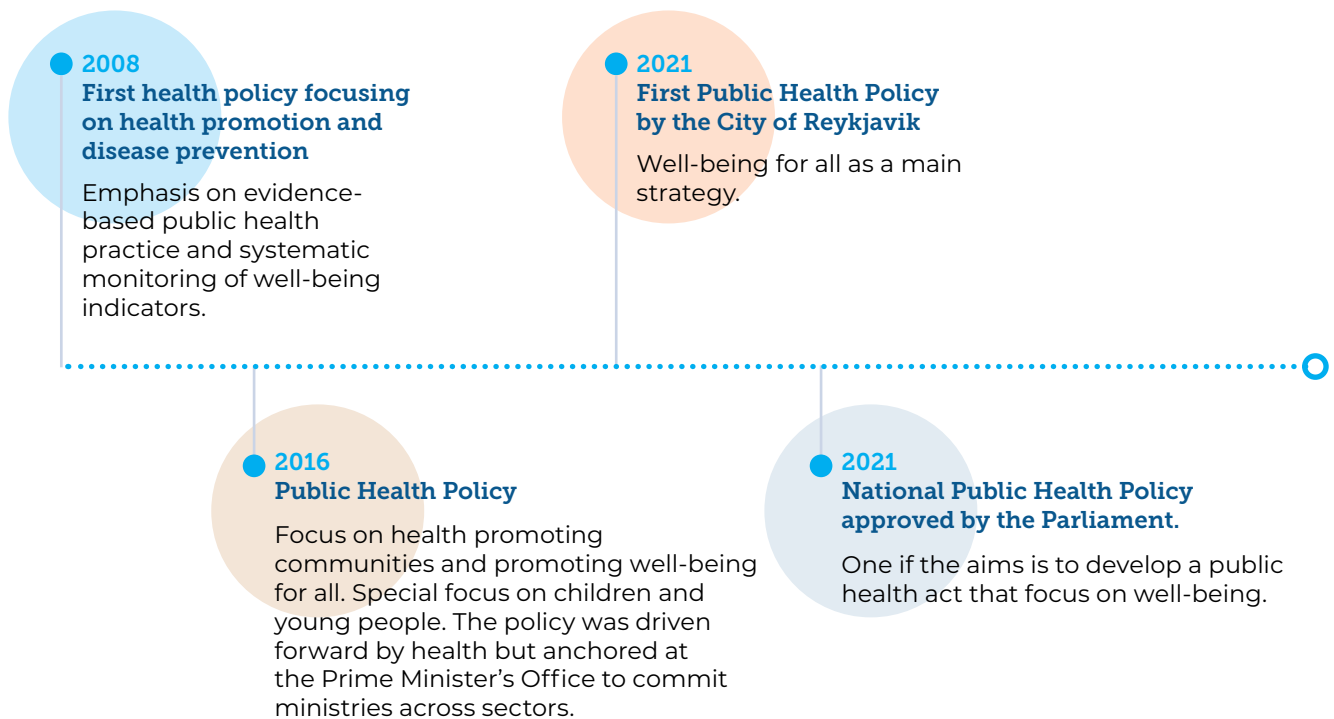 2008
First health policy focusing
on health promotion and
disease prevention
Emphasis on evidence-
based public health
practice and systematic
monitoring of well-being
indicators.
2016
Public Health Policy
Focus on health promoting
communities and promoting well-being
for all. Special focus on children and
young people. The policy was driven
forward by health but anchored at
the Prime Minister’s Office to commit
ministries across sectors.
2021
First Public Health Policy
by the City of Reykjavik
Well-being for all as a main
strategy.
2021
National Public Health Policy
approved by the Parliament.
One if the aims is to develop a public
health act that focus on well-being.